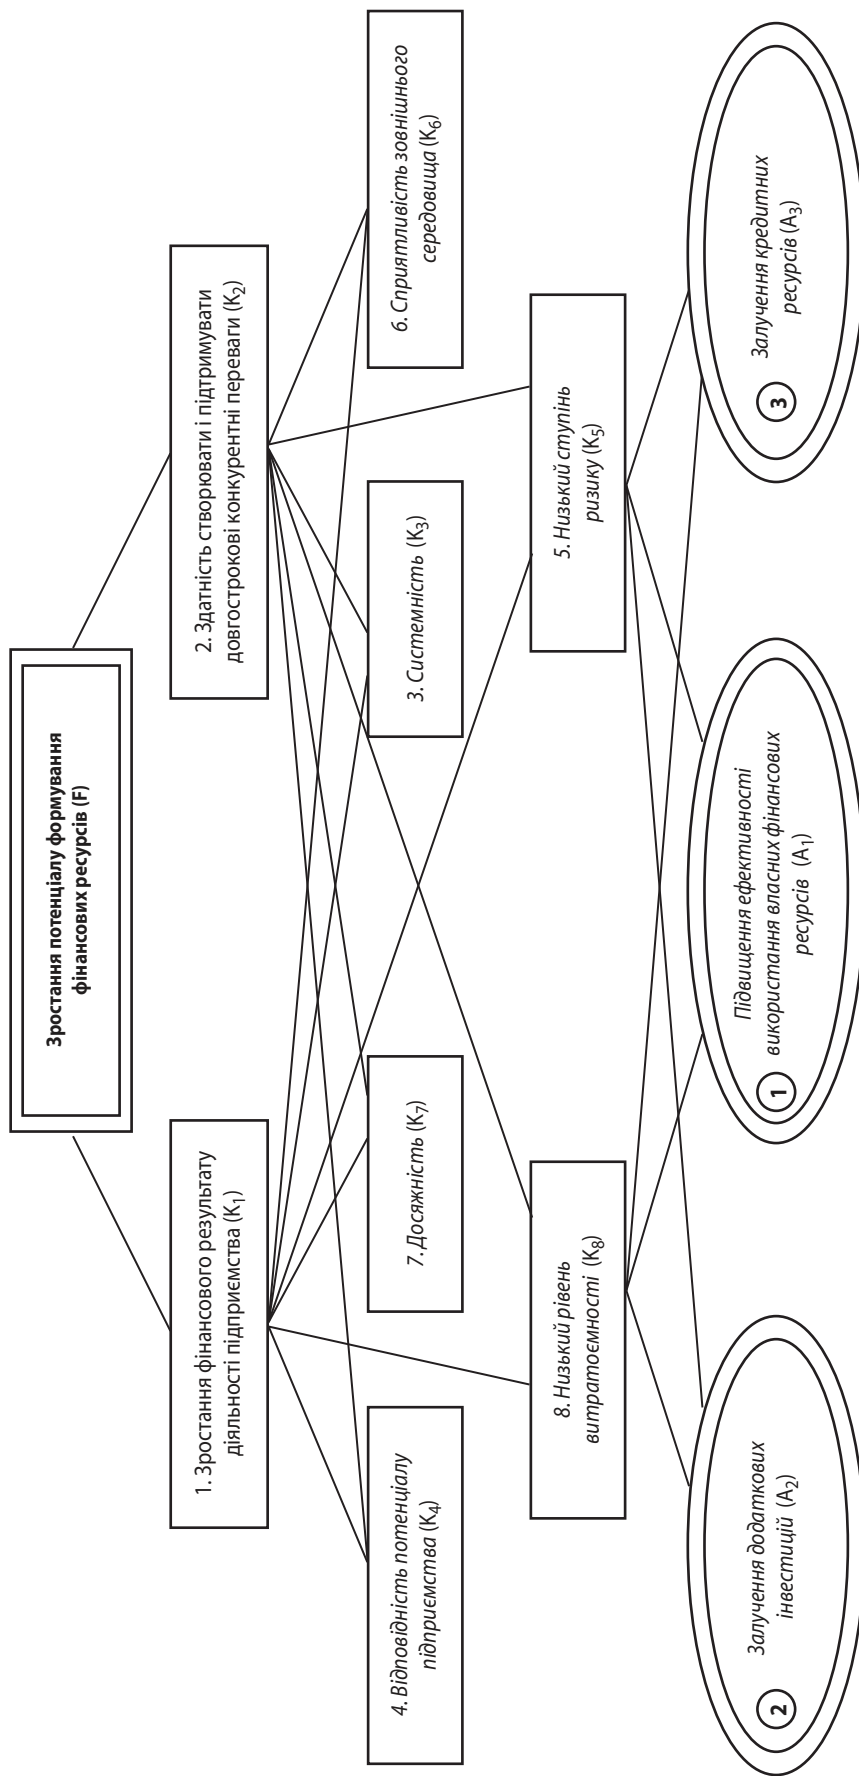 Зростання потенціалу формування
фінансових ресурсів (F)
1. Зростання фінансового результату
діяльності підприємства (K1)
2. Здатність створювати і підтримувати
довгострокові конкурентні переваги (K2)
4. Відповідність потенціалу
підприємства (K4)
7. Досяжність (K7)
3. Системність (K3)
6. Сприятливість зовнішнього
середовища (K6)
8. Низький рівень
витратоємності (K8)
5. Низький ступінь
ризику (K5)
2
Залучення додаткових
інвестицій (A2)
1
Підвищення ефективності
використання власних фінансових
ресурсів (A1)
3
Залучення кредитних
ресурсів (A3)